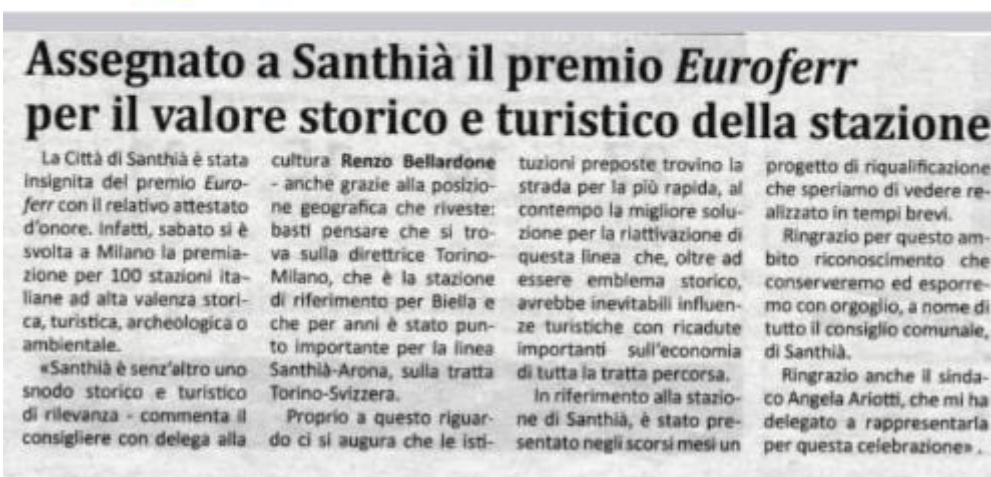 Assegnato a Santhià il premio Euroferr
per il valore storico e turistico della stazione
La Città di Santhià è stata
insignita del premio Euro-
ferr con il relativo attestato
d'onore. Infatti, sabato si è
svolta a Milano la premia-
zione per 100 stazioni ita-
liane ad alta valenza stori-
ca, turistica, archeologica o
ambientale.
«Santhià è senz'altro uno
snodo storico e turistico
di rilevanza - commenta il
consigliere con delega alla
cultura Renzo Bellardone
- anche grazie alla posizio-
ne geografica che riveste:
basti pensare che si tro-
va sulla direttrice Torino-
Milano, che è la stazione
di riferimento per Biella e
che per anni è stato pun-
to importante per la linea
Santhià-Arona, sulla tratta
Torino-Svizzera.
Proprio a questo riguar-
do ci si augura che le isti-
tuzioni preposte trovino la
strada per la più rapida, al
contempo la migliore solu-
zione per la riattivazione di
questa linea che, oltre ad
essere emblema storico,
avrebbe inevitabili influen-
ze turistiche con ricadute
importanti sull'economia
di tutta la tratta percorsa.
In riferimento alla stazio-
ne di Santhià, è stato pre-
sentato negli scorsi mesi un
progetto di riqualificazione
che speriamo di vedere re-
alizzato in tempi brevi.
Ringrazio per questo am-
bito riconoscimento che
conserveremo ed esporre-
mo con orgoglio, a nome di
tutto il consiglio comunale,
di Santhià.
Ringrazio anche il sinda-
co Angela Ariotti, che mi ha
delegato a rappresentarla
per questa celebrazione» .